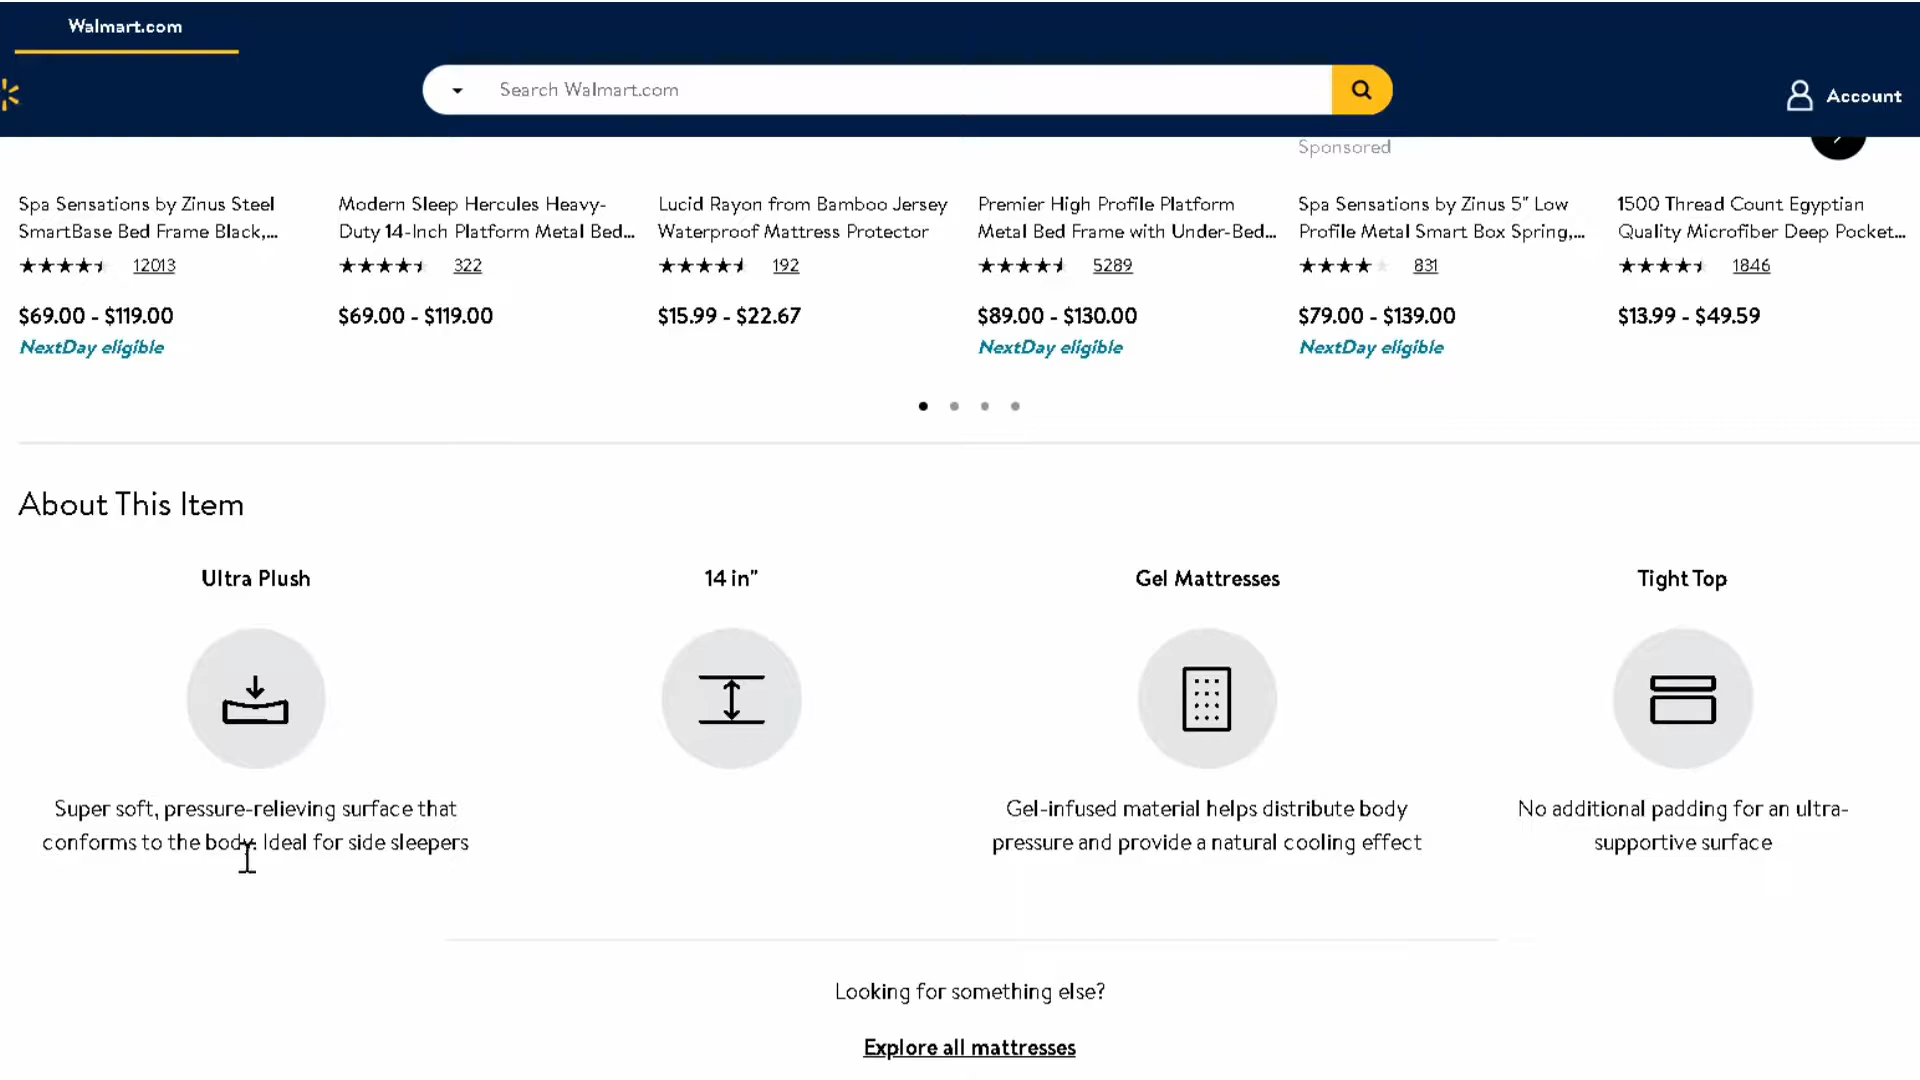 Walmart.com
Search Walmart.com
Account
Sponsored
Spa Sensations by Zinus Steel
SmartBase Bed Frame Black,...
12013
$69.00 - $119.00
NextDay eligible
Modern Sleep Hercules Heavy-
Duty 14-Inch Platform Metal Bed...
322
$69.00 - $119.00
Lucid Rayon from Bamboo Jersey
Waterproof Mattress Protector
192
$15.99 - $22.67
Premier High Profile Platform
Metal Bed Frame with Under-Bed...
5289
$89.00 - $130.00
NextDay eligible
Spa Sensations by Zinus 5" Low
Profile Metal Smart Box Spring,...
831
$79.00 - $139.00
NextDay eligible
1500 Thread Count Egyptian
Quality Microfiber Deep Pocket...
1846
$13.99 - $49.59
About This Item
Ultra Plush
Super soft, pressure-relieving surface that
conforms to the body. Ideal for side sleepers
14 in"
Gel Mattresses
Gel-infused material helps distribute body
pressure and provide a natural cooling effect
Tight Top
No additional padding for an ultra-
supportive surface
Looking for something else?
Explore all mattresses